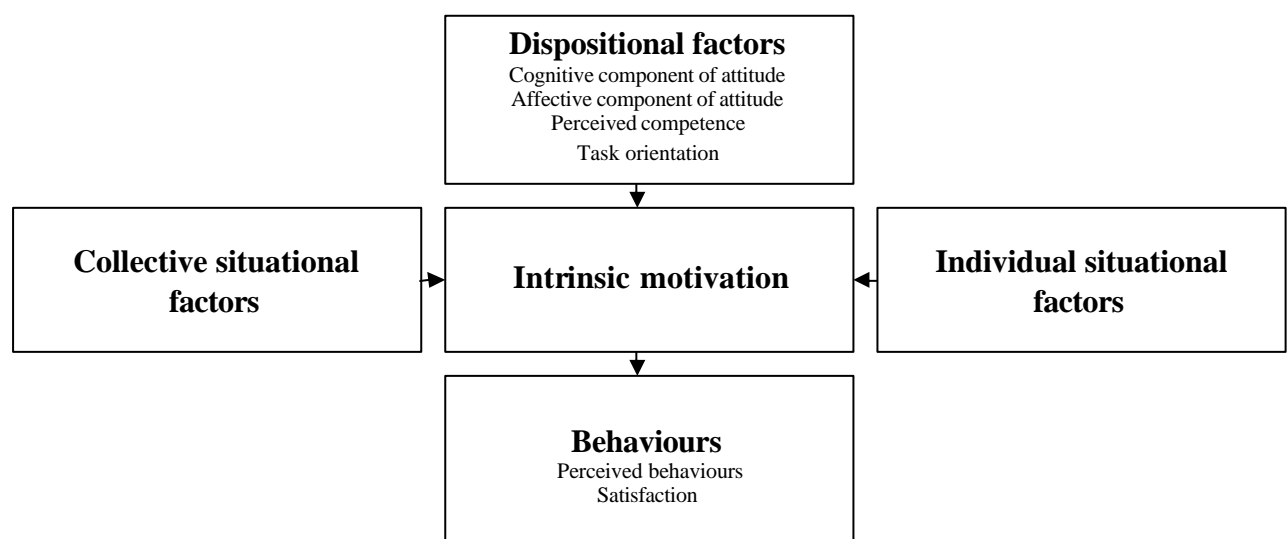 Dispositional factors
Cognitive component of attitude
Affective component of attitude
Perceived competence
Task orientation
Collective situational
factors
Intrinsic motivation
Individual situational
factors
Behaviours
Perceived behaviours
Satisfaction